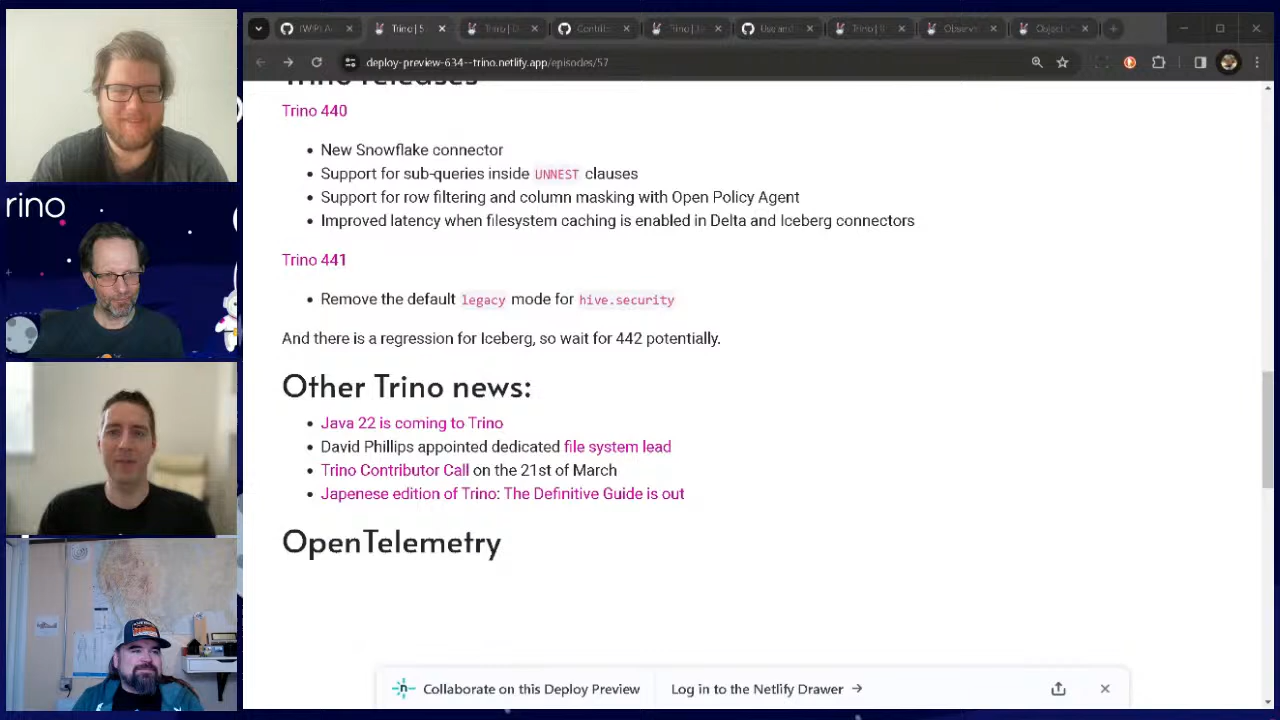 rino
deploy-preview-634--trino.netlify.app/episodes/57
Trino releases
Trino 440
New Snowflake connector
Support for sub-queries inside UNNEST clauses
Support for row filtering and column masking with Open Policy Agent
Improved latency when filesystem caching is enabled in Delta and Iceberg connectors
Trino 441
Remove the default legacy mode for hive.security
And there is a regression for Iceberg, so wait for 442 potentially.
Other Trino news:
Java 22 is coming to Trino
David Phillips appointed dedicated file system lead
Trino Contributor Call on the 21st of March
Japenese edition of Trino: The Definitive Guide is out
OpenTelemetry
Collaborate on this Deploy Preview
Log in to the Netlify Drawer →